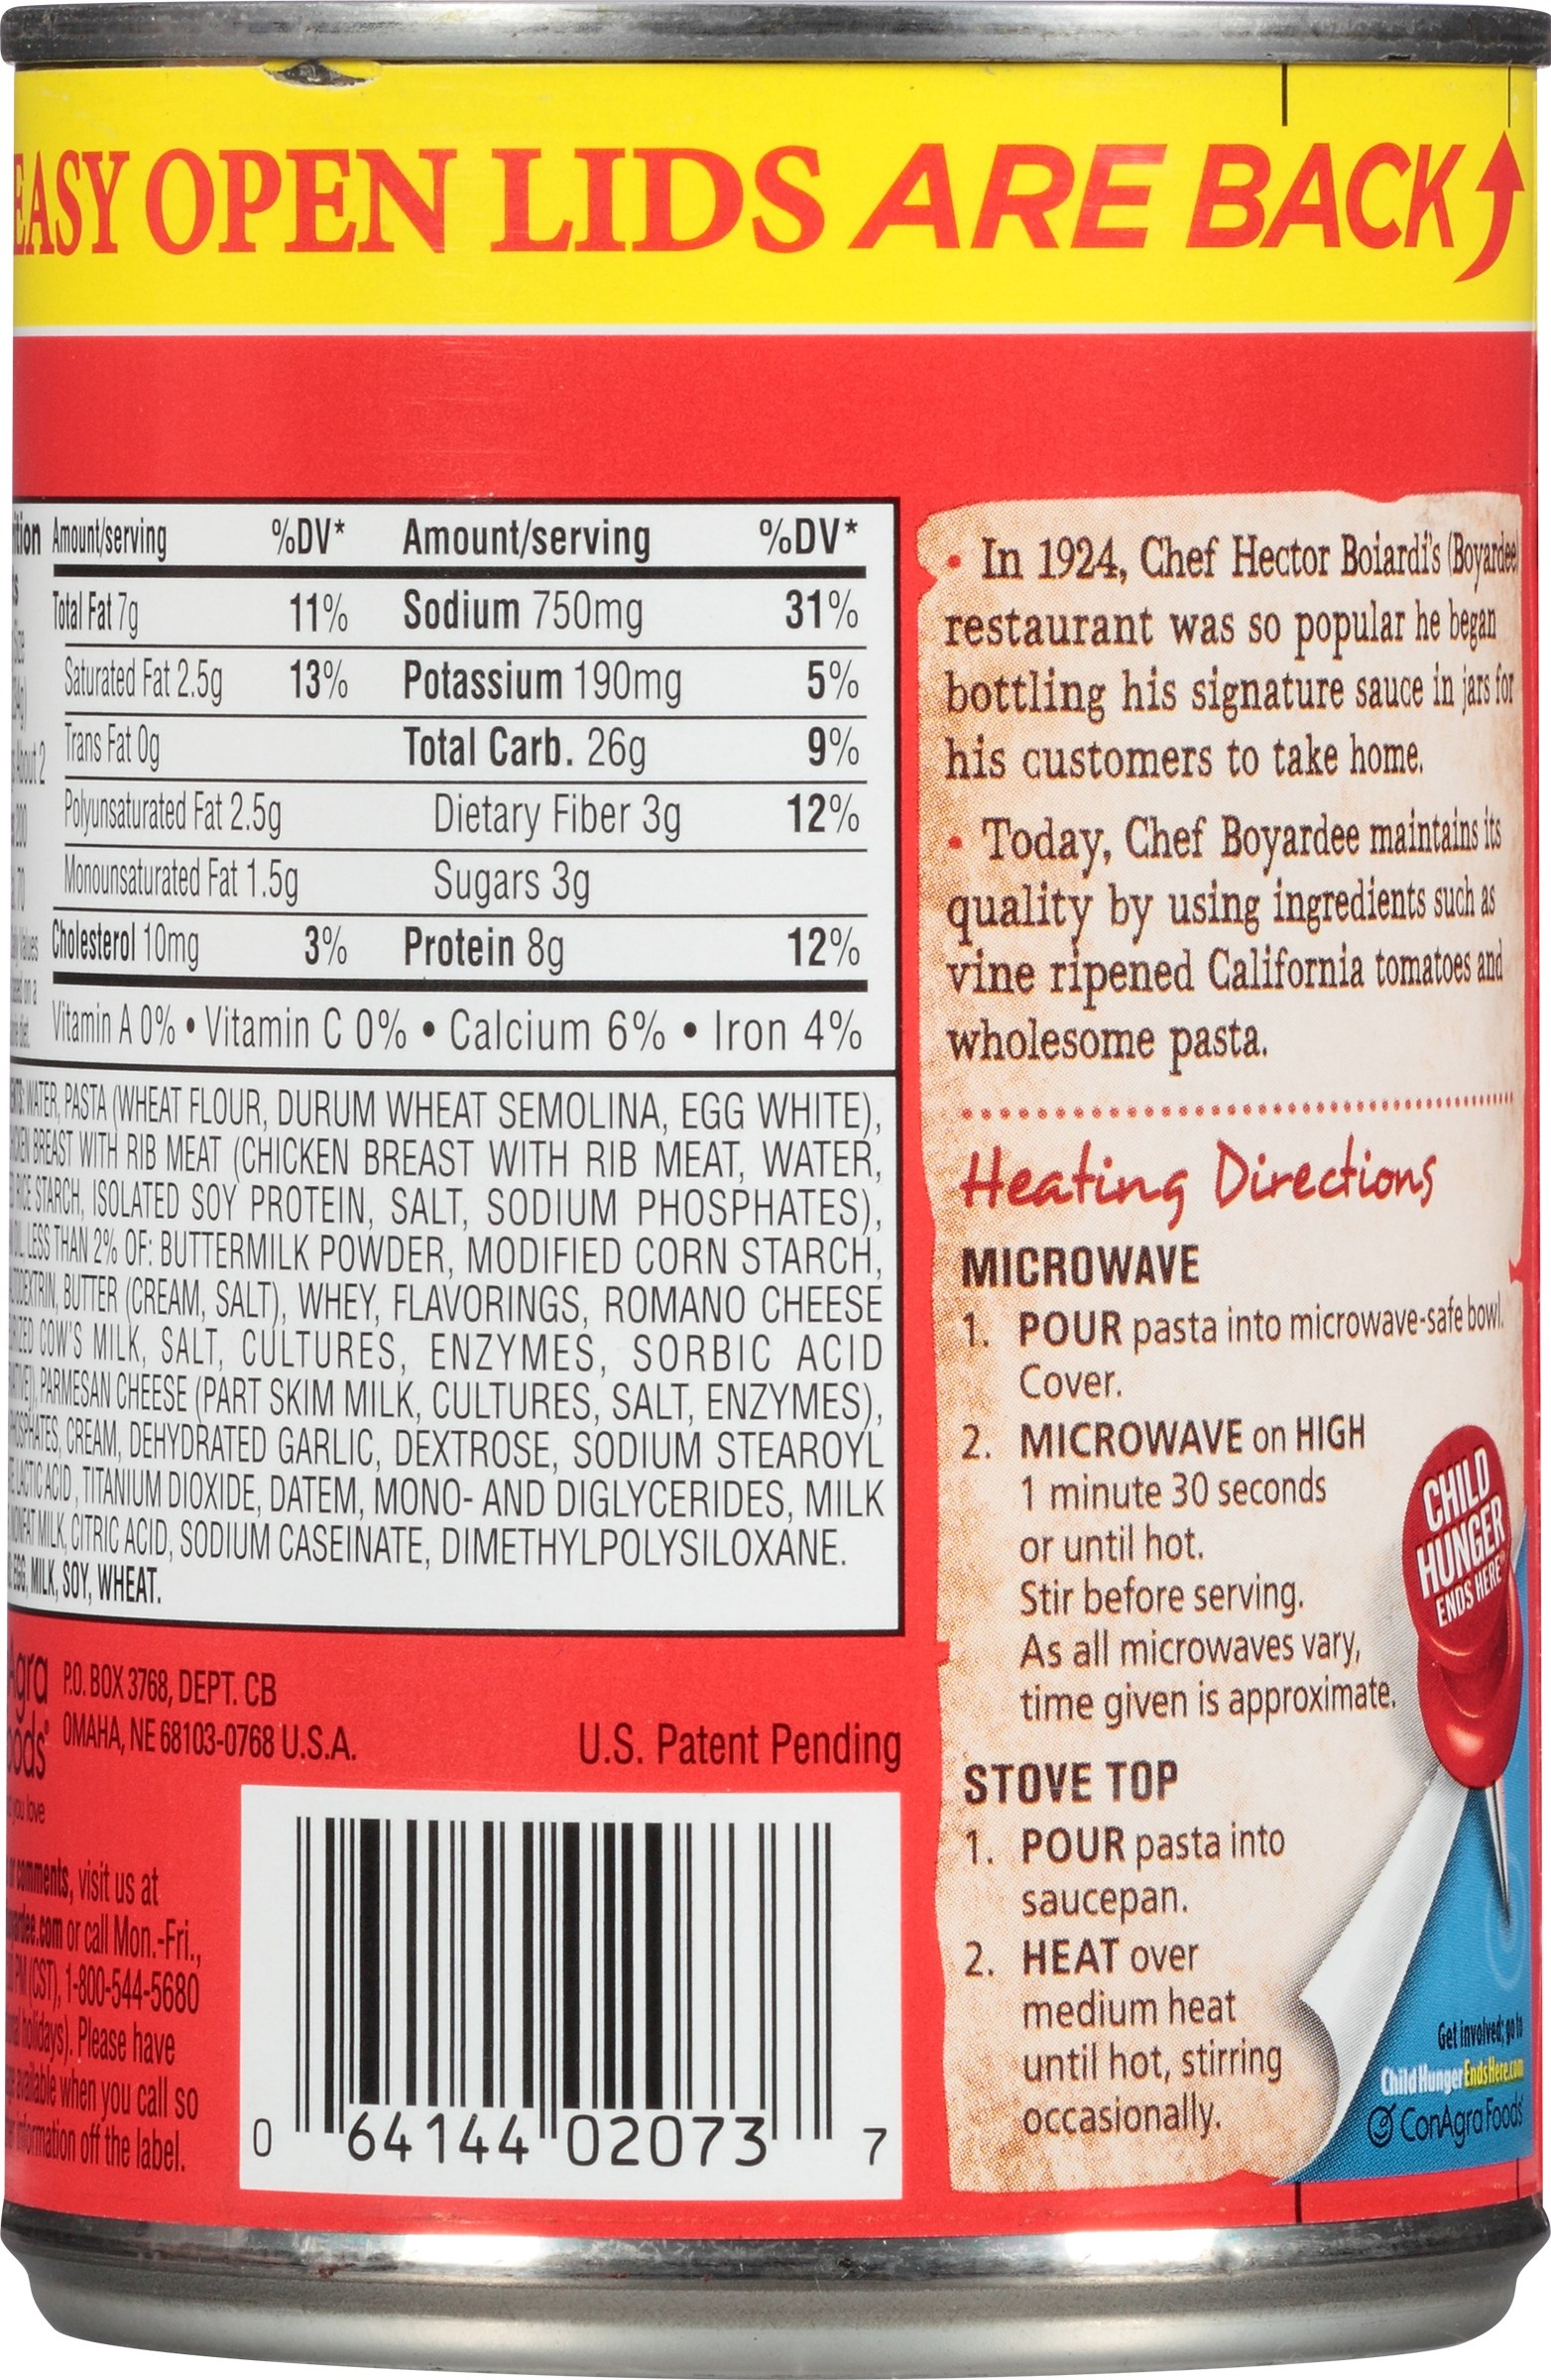 EASY OPEN LIDS ARE BACK
Amount/serving %DV* Amount/serving %DV*
Total Fat 7g 11% Sodium 750mg 31%
Saturated Fat 2.5g 13% Potassium 190mg 5%
Trans Fat 0g Total Carb. 26g 9%
Polyunsaturated Fat 2.5g Dietary Fiber 3g 12%
Monounsaturated Fat 1.5g Sugars 3g
Cholesterol 10mg 3% Protein 8g 12%
Vitamin A 0% • Vitamin C 0% • Calcium 6% • Iron 4%
WATER, PASTA (WHEAT FLOUR, DURUM WHEAT SEMOLINA, EGG WHITE),
BREAST WITH RIB MEAT (CHICKEN BREAST WITH RIB MEAT, WATER,
RICE STARCH, ISOLATED SOY PROTEIN, SALT, SODIUM PHOSPHATES),
LESS THAN 2% OF: BUTTERMILK POWDER, MODIFIED CORN STARCH,
BUTTER (CREAM, SALT), WHEY, FLAVORINGS, ROMANO CHEESE
COW'S MILK, SALT, CULTURES, ENZYMES, SORBIC ACID
PARMESAN CHEESE (PART SKIM MILK, CULTURES, SALT, ENZYMES),
CREAM, DEHYDRATED GARLIC, DEXTROSE, SODIUM STEAROYL
LACTIC ACID, TITANIUM DIOXIDE, DATEM, MONO- AND DIGLYCERIDES, MILK
MILK, CITRIC ACID, SODIUM CASEINATE, DIMETHYLPOLYSILOXANE.
EGG, MILK, SOY, WHEAT.
P.O. BOX 3768, DEPT. CB
OMAHA, NE 68103-0768 U.S.A.
U.S. Patent Pending
you love
comments, visit us at
or call Mon.-Fri.,
PM (CST), 1-800-544-5680
holidays). Please have
available when you call so
information off the label.
0 64144 02073 7
• In 1924, Chef Hector Boiardi's (Boyardee)
restaurant was so popular he began
bottling his signature sauce in jars for
his customers to take home.
• Today, Chef Boyardee maintains its
quality by using ingredients such as
vine ripened California tomatoes and
wholesome pasta.
Heating Directions
MICROWAVE
1. POUR pasta into microwave-safe bowl.
Cover.
2. MICROWAVE on HIGH
1 minute 30 seconds
or until hot.
Stir before serving.
As all microwaves vary,
time given is approximate.
STOVE TOP
1. POUR pasta into
saucepan.
2. HEAT over
medium heat
until hot, stirring
occasionally.
CHILD
HUNGER
ENDS HERE
Get involved; go to
ChildHungerEndsHere.com
ConAgra Foods